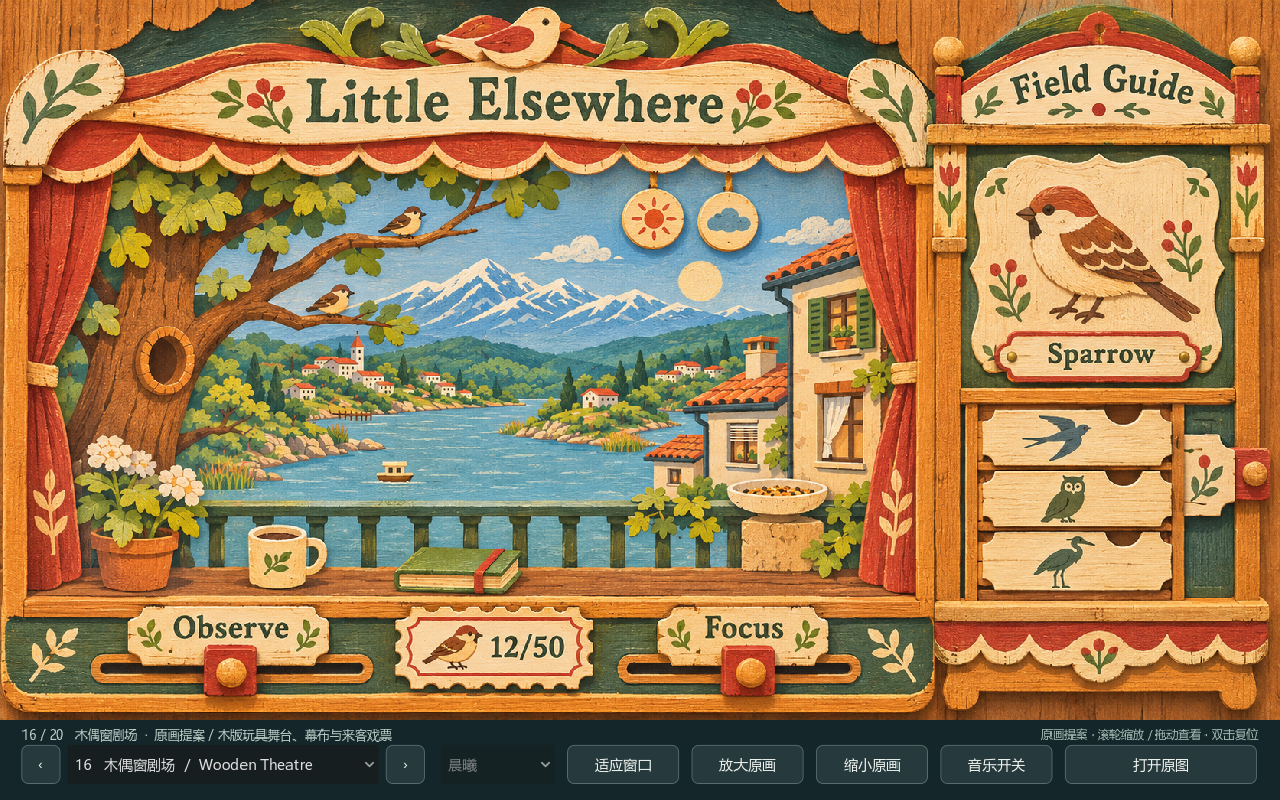 Little Elsewhere
Field Guide
Sparrow
Observe
12/50
Focus
16 / 20 木偶窗剧场 · 原画提案 / 木版玩具舞台、幕布与来客戏票
原画提案 · 滚轮缩放 / 拖动查看 · 双击复位
‹
16 木偶窗剧场 / Wooden Theatre
›
晨曦
适应窗口
放大原画
缩小原画
音乐开关
打开原图